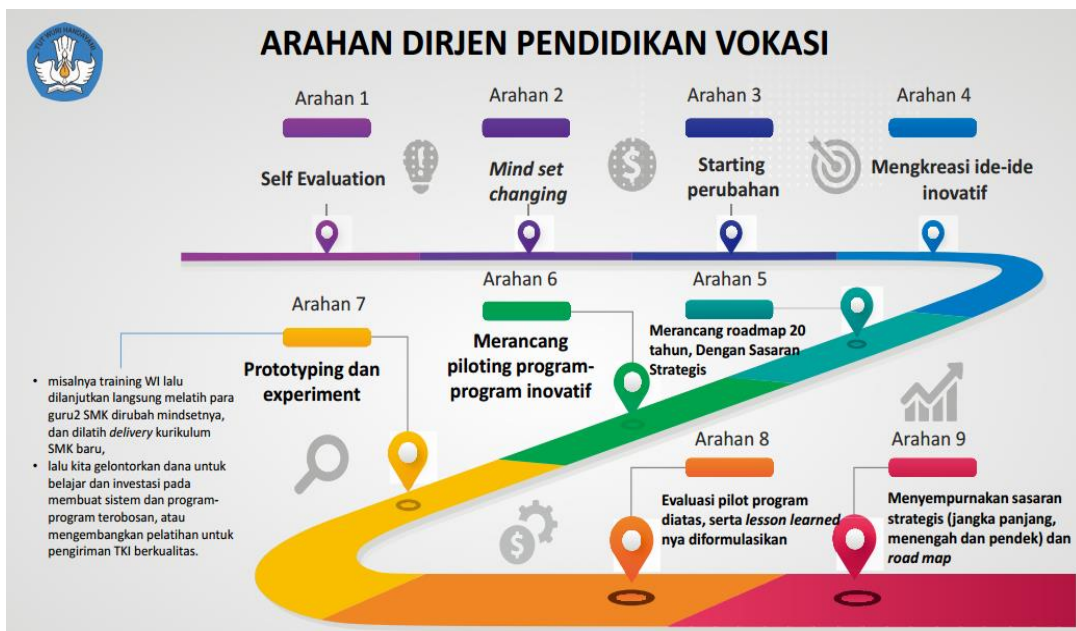 ARAHAN DIRJEN PENDIDIKAN VOKASI
TUT WURI HANDAYANI
Arahan 1
Self Evaluation
Arahan 2
Mind set
changing
Arahan 3
Starting
perubahan
Arahan 4
Mengkreasi ide-ide
inovatif
Arahan 5
Merancang roadmap 20
tahun, Dengan Sasaran
Strategis
Arahan 6
Merancang
piloting program-
program inovatif
Arahan 7
Prototyping dan
experiment
• misalnya training WI lalu
dilanjutkan langsung melatih para
guru2 SMK dirubah mindsetnya,
dan dilatih delivery kurikulum
SMK baru,
• lalu kita gelontorkan dana untuk
belajar dan investasi pada
membuat sistem dan program-
program terobosan, atau
mengembangkan pelatihan untuk
pengiriman TKI berkualitas.
Arahan 8
Evaluasi pilot program
diatas, serta lesson learned
nya diformulasikan
Arahan 9
Menyempurnakan sasaran
strategis (jangka panjang,
menengah dan pendek) dan
road map